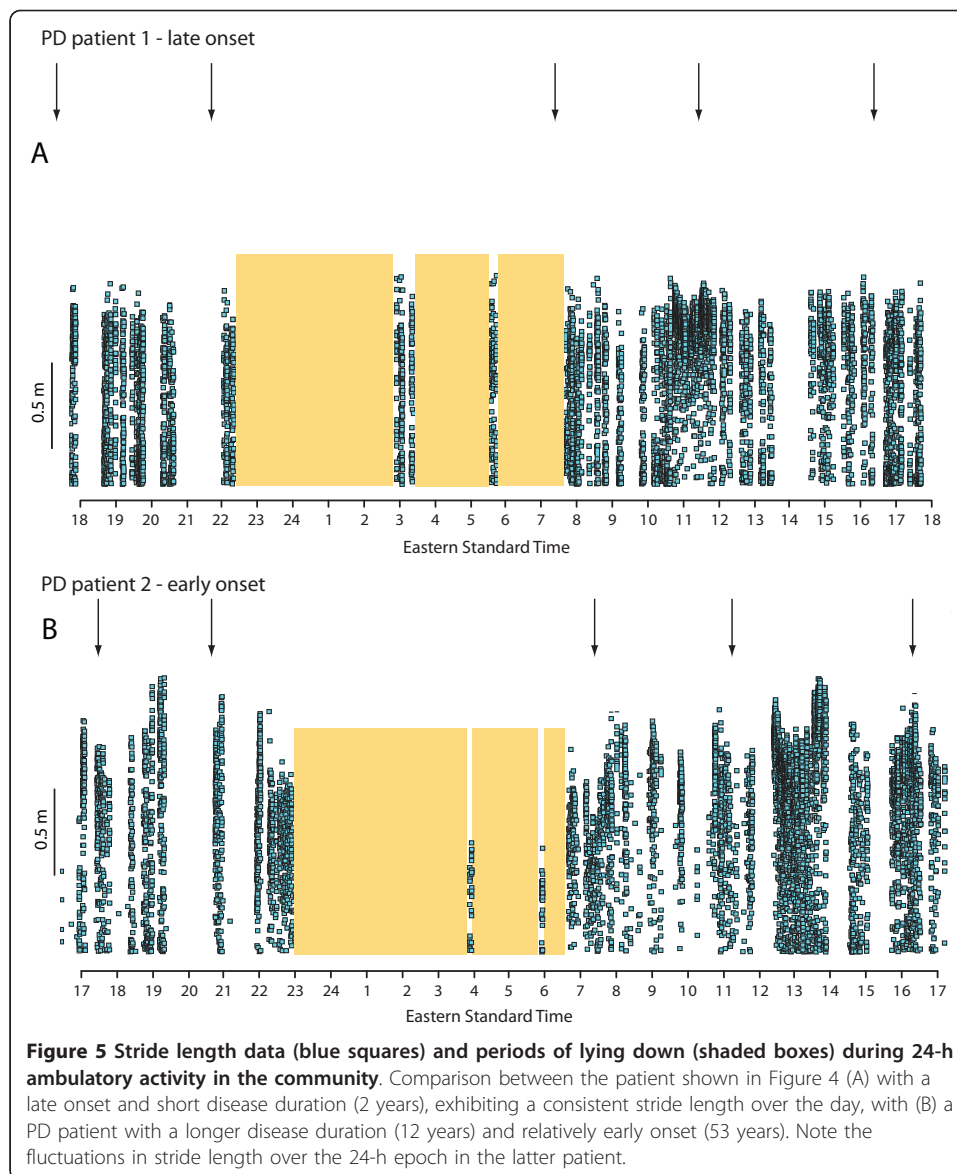 PD patient 1 - late onset
A
0.5 m
18 19 20 21 22 23 24 1 2 3 4 5 6 7 8 9 10 11 12 13 14 15 16 17 18
Eastern Standard Time
PD patient 2 - early onset
B
0.5 m
17 18 19 20 21 22 23 24 1 2 3 4 5 6 7 8 9 10 11 12 13 14 15 16 17
Eastern Standard Time
Figure 5 Stride length data (blue squares) and periods of lying down (shaded boxes) during 24-h
ambulatory activity in the community. Comparison between the patient shown in Figure 4 (A) with a
late onset and short disease duration (2 years), exhibiting a consistent stride length over the day, with (B) a
PD patient with a longer disease duration (12 years) and relatively early onset (53 years). Note the
fluctuations in stride length over the 24-h epoch in the latter patient.